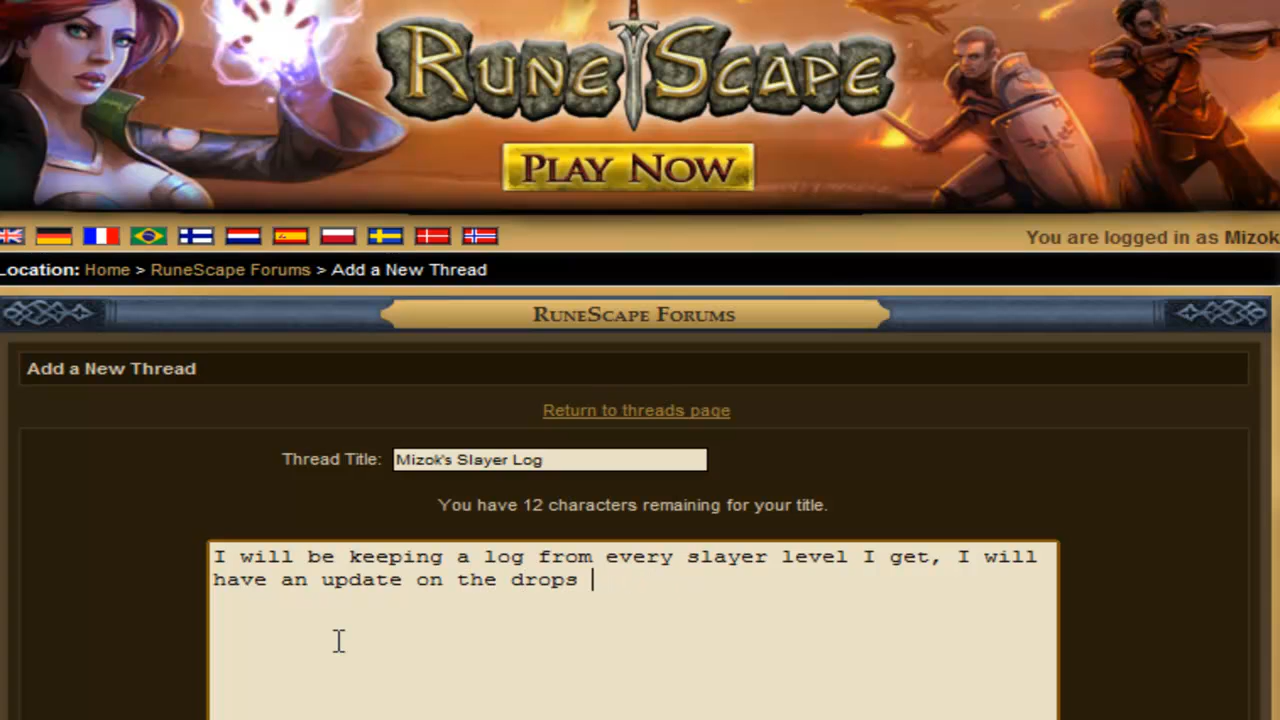 RUNESCAPE
PLAY NOW
You are logged in as Mizok
Location: Home > RuneScape Forums > Add a New Thread
RUNESCAPE FORUMS
Add a New Thread
Return to threads page
Thread Title: Mizok's Slayer Log
You have 12 characters remaining for your title.
I will be keeping a log from every slayer level I get, I will
have an update on the drops